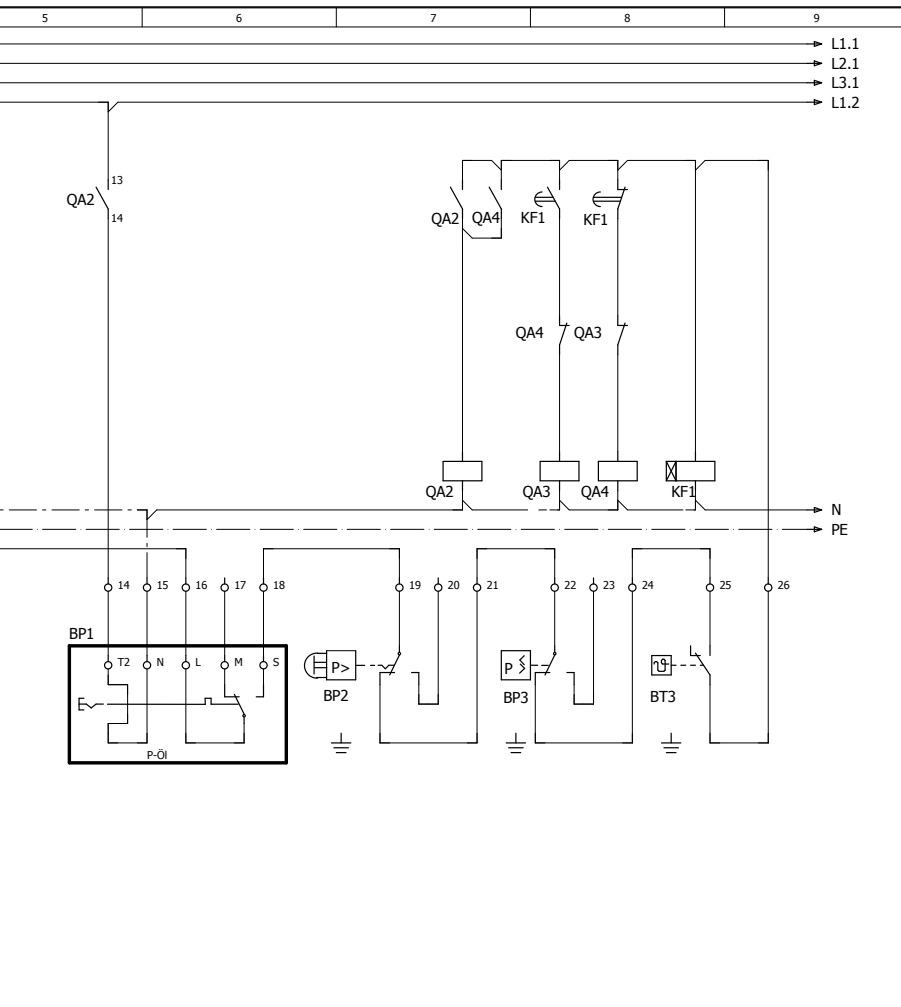 5 6 7 8 9
L1.1
L2.1
L3.1
L1.2
13
QA2
14
QA2 QA4 KF1 KF1
QA4 QA3
QA2 QA3 QA4 KF1
N
PE
14 15 16 17 18 19 20 21 22 23 24 25 26
BP1
T2 N L M S
P> P ϑ
BP2 BP3 BT3
P-Öl